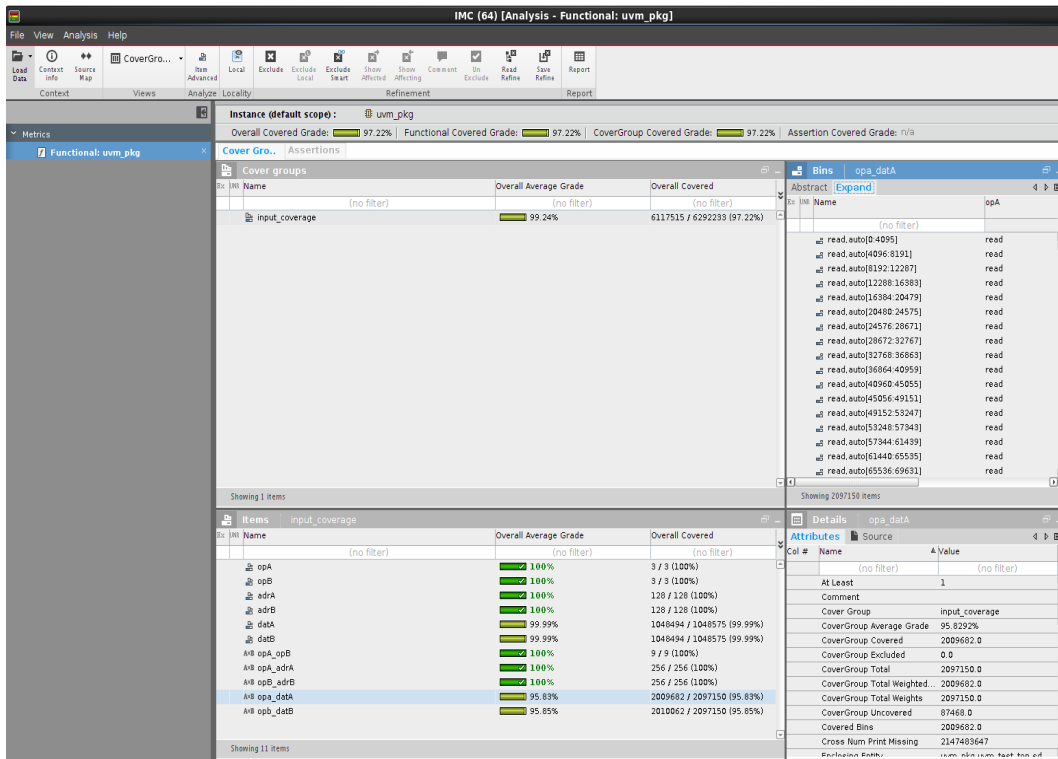 IMC (64) [Analysis - Functional: uvm_pkg]
File View Analysis Help
Load Data Context info Source Map CoverGro... Item Advanced Local Exclude Exclude Local Exclude Smart Show Affected Show Affecting Comment Un Exclude Read Refine Save Refine Report
Context Views Analyze Locality Refinement Report
Instance (default scope) : uvm_pkg
Metrics
Overall Covered Grade: 97.22% Functional Covered Grade: 97.22% CoverGroup Covered Grade: 97.22% Assertion Covered Grade: n/a
Functional: uvm_pkg
Cover Gro.. Assertions
Cover groups
Ex UNR Name Overall Average Grade Overall Covered
(no filter) (no filter) (no filter)
input_coverage 99.24% 6117515 / 6292233 (97.22%)
Showing 1 items
Bins opa_datA
Abstract Expand
Ex UNR Name opA
(no filter)
read,auto[0:4095] read
read,auto[4096:8191] read
read,auto[8192:12287] read
read,auto[12288:16383] read
read,auto[16384:20479] read
read,auto[20480:24575] read
read,auto[24576:28671] read
read,auto[28672:32767] read
read,auto[32768:36863] read
read,auto[36864:40959] read
read,auto[40960:45055] read
read,auto[45056:49151] read
read,auto[49152:53247] read
read,auto[53248:57343] read
read,auto[57344:61439] read
read,auto[61440:65535] read
read,auto[65536:69631] read
Showing 2097150 items
Items input_coverage
Ex UNR Name Overall Average Grade Overall Covered
(no filter) (no filter) (no filter)
opA 100% 3 / 3 (100%)
opB 100% 3 / 3 (100%)
adrA 100% 128 / 128 (100%)
adrB 100% 128 / 128 (100%)
datA 99.99% 1048494 / 1048575 (99.99%)
datB 99.99% 1048494 / 1048575 (99.99%)
opA_opB 100% 9 / 9 (100%)
opA_adrA 100% 256 / 256 (100%)
opB_adrB 100% 256 / 256 (100%)
opa_datA 95.83% 2009682 / 2097150 (95.83%)
opb_datB 95.85% 2010062 / 2097150 (95.85%)
Showing 11 items
Details opa_datA
Attributes Source
Col # Name Value
(no filter) (no filter)
At Least 1
Comment
Cover Group input_coverage
CoverGroup Average Grade 95.8292%
CoverGroup Covered 2009682.0
CoverGroup Excluded 0.0
CoverGroup Total 2097150.0
CoverGroup Total Weighted... 2009682.0
CoverGroup Total Weights 2097150.0
CoverGroup Uncovered 87468.0
Covered Bins 2009682.0
Cross Num Print Missing 2147483647
Enclosing Entity